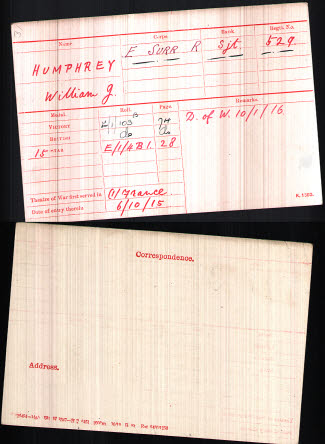 Name. Corps. Rank. Regtl. No.
HUMPHREY E SURR R Sjt. 529.
William J.
Medal. Roll. Page. Remarks.
VICTORY E/1/103 B 74 D. of W. 10/1/16
BRITISH do do
15 STAR E/1/4 B1. 28
Theatre of War first served in (1) France.
Date of entry therein 6/10/15
K. 1380.
Correspondence.
Address.